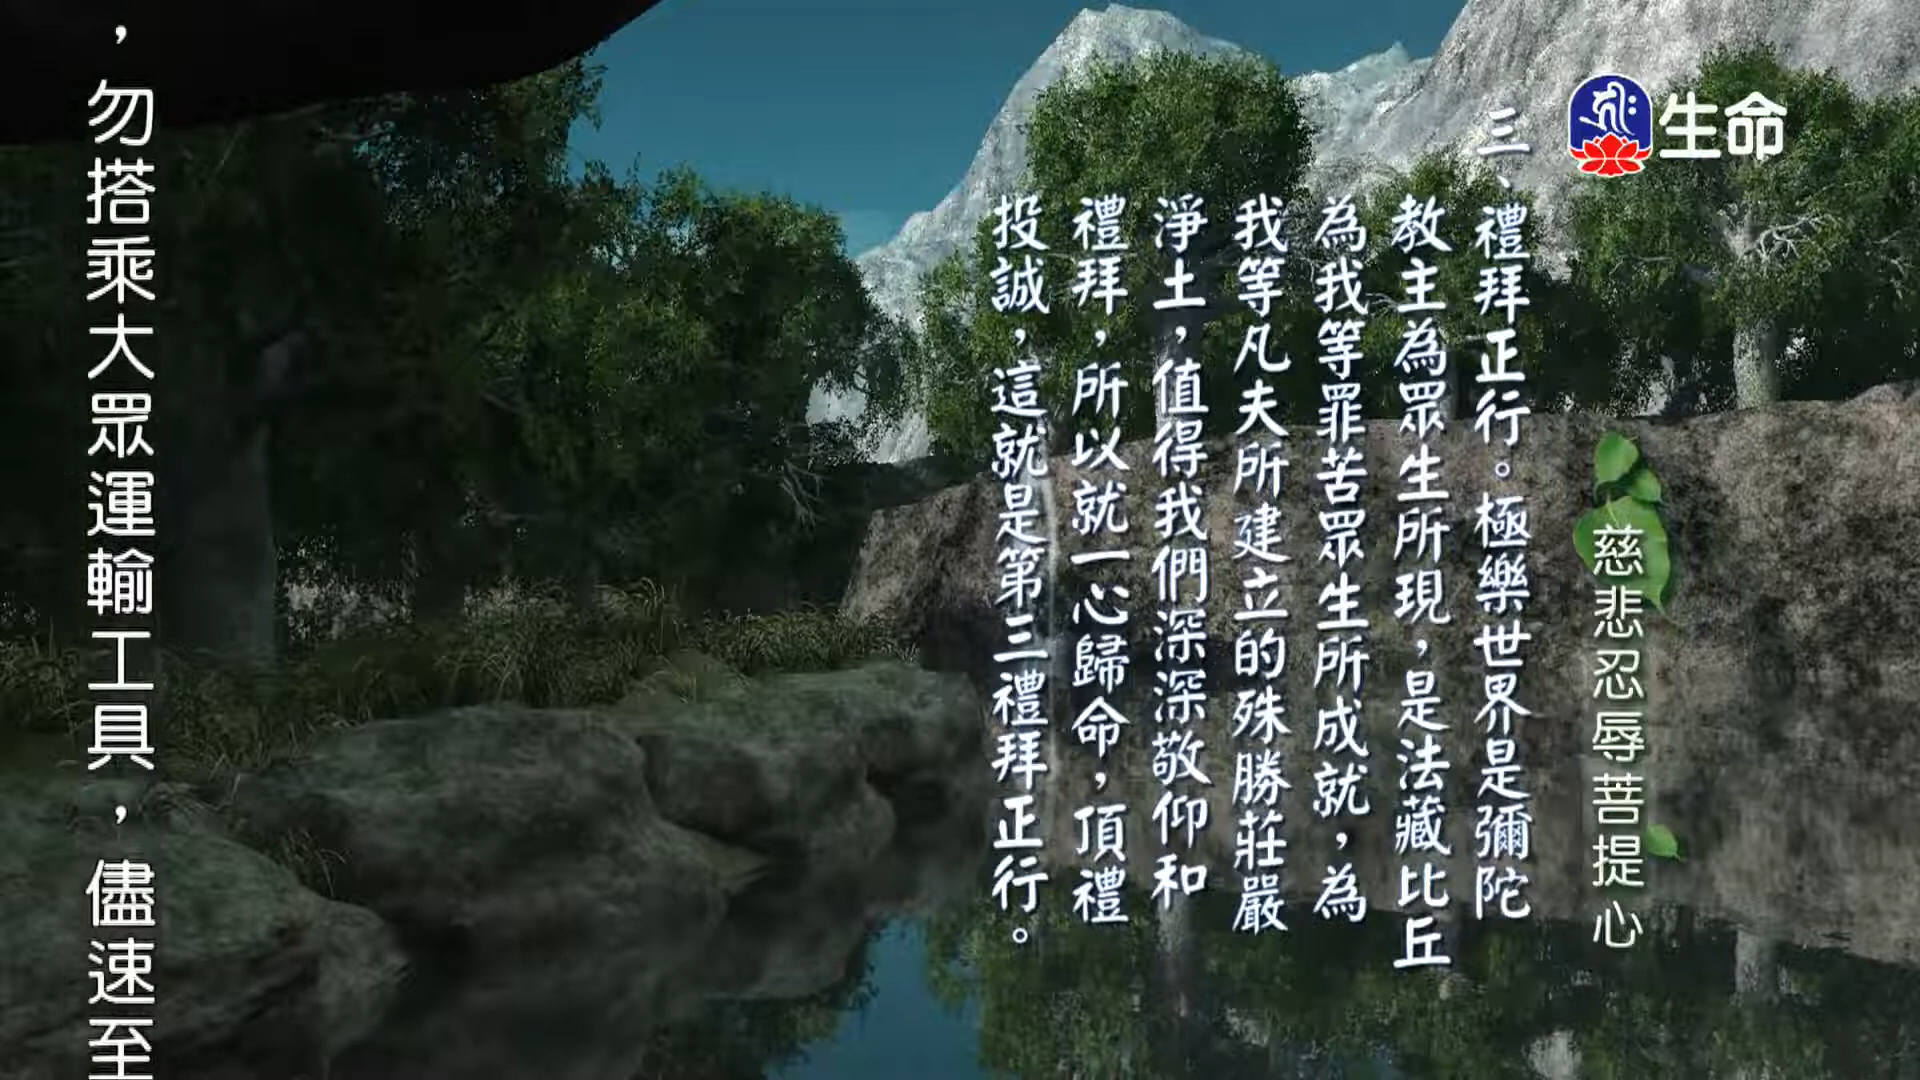 生命
慈悲忍辱菩提心
三、禮拜正行。極樂世界是彌陀
教主為眾生所現，是法藏比丘
為我等罪苦眾生所成就，為
我等凡夫所建立的殊勝莊嚴
淨土，值得我們深深敬仰和
禮拜，所以就一心歸命，頂禮
投誠，這就是第三禮拜正行。
，勿搭乘大眾運輸工具，儘速至